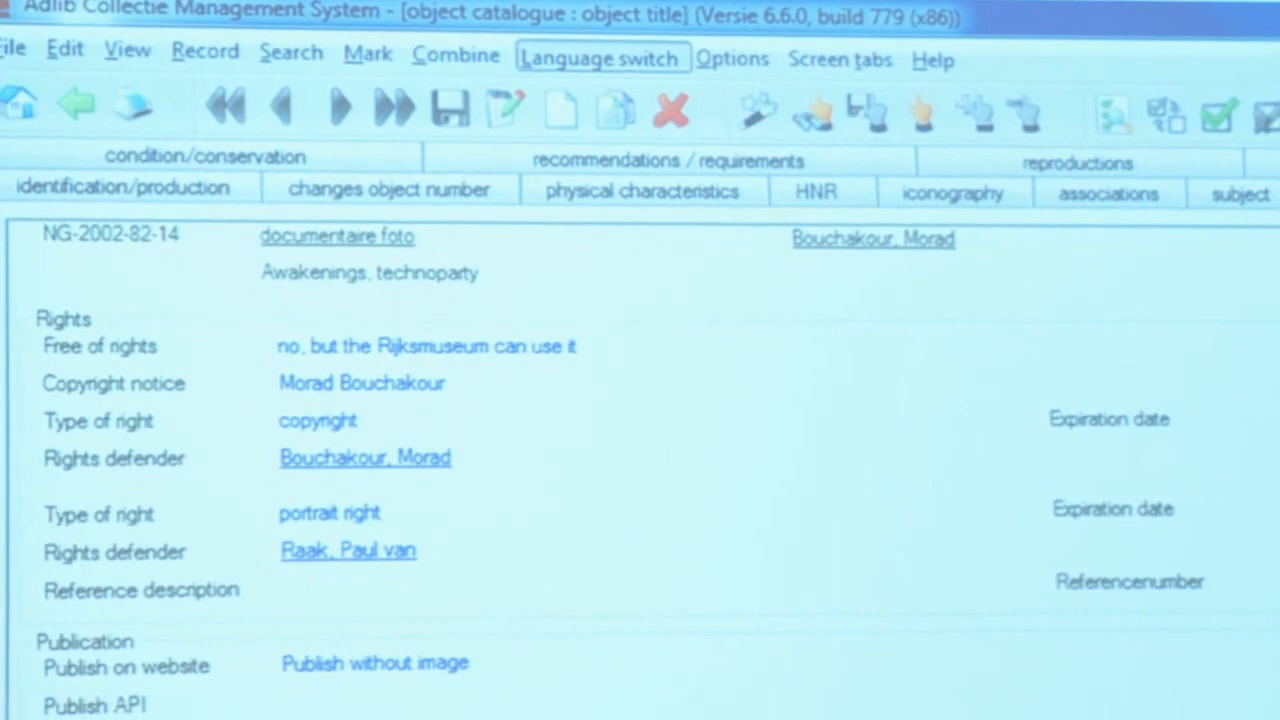 Adlib Collectie Management System - [object catalogue : object title] (Versie 6.6.0, build 779 (x86))
File Edit View Record Search Mark Combine Language switch Options Screen tabs Help
condition/conservation recommendations / requirements reproductions
identification/production changes object number physical characteristics HNR iconography associations subject
NG-2002-82-14 documentaire foto Bouchakour, Morad
Awakenings, technoparty
Rights
Free of rights no, but the Rijksmuseum can use it
Copyright notice Morad Bouchakour
Type of right copyright Expiration date
Rights defender Bouchakour, Morad
Type of right portrait right Expiration date
Rights defender Raak, Paul van
Reference description Referencenumber
Publication
Publish on website Publish without image
Publish API